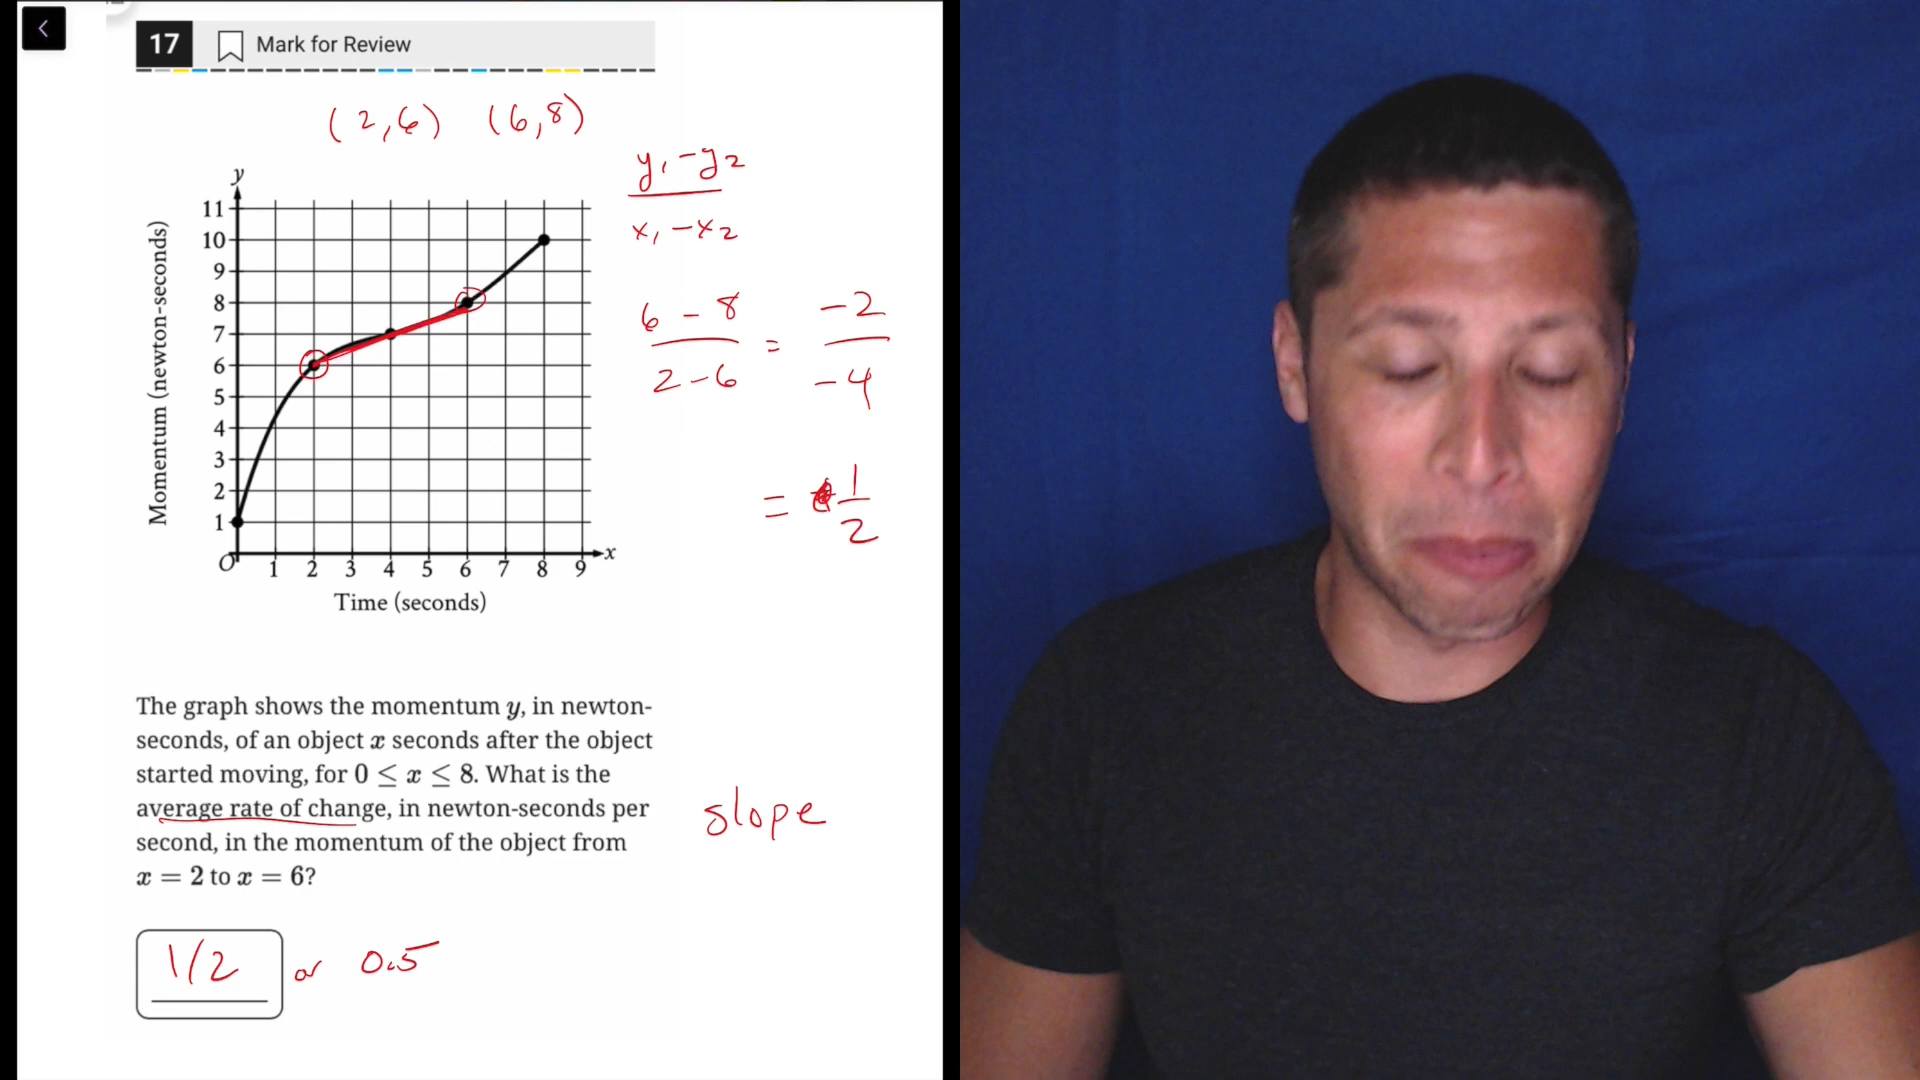 17 Mark for Review
(2,6) (6,8)
y₁-y₂
x₁-x₂
y
11
10
9
8
7
6
5
4
3
2
1
O
1 2 3 4 5 6 7 8 9
x
Momentum (newton-seconds)
Time (seconds)
6-8
2-6
=
-2
-4
= 1
2
The graph shows the momentum y, in newton-
seconds, of an object x seconds after the object
started moving, for 0 ≤ x ≤ 8. What is the
average rate of change, in newton-seconds per
second, in the momentum of the object from
x = 2 to x = 6?
slope
1/2 or 0.5